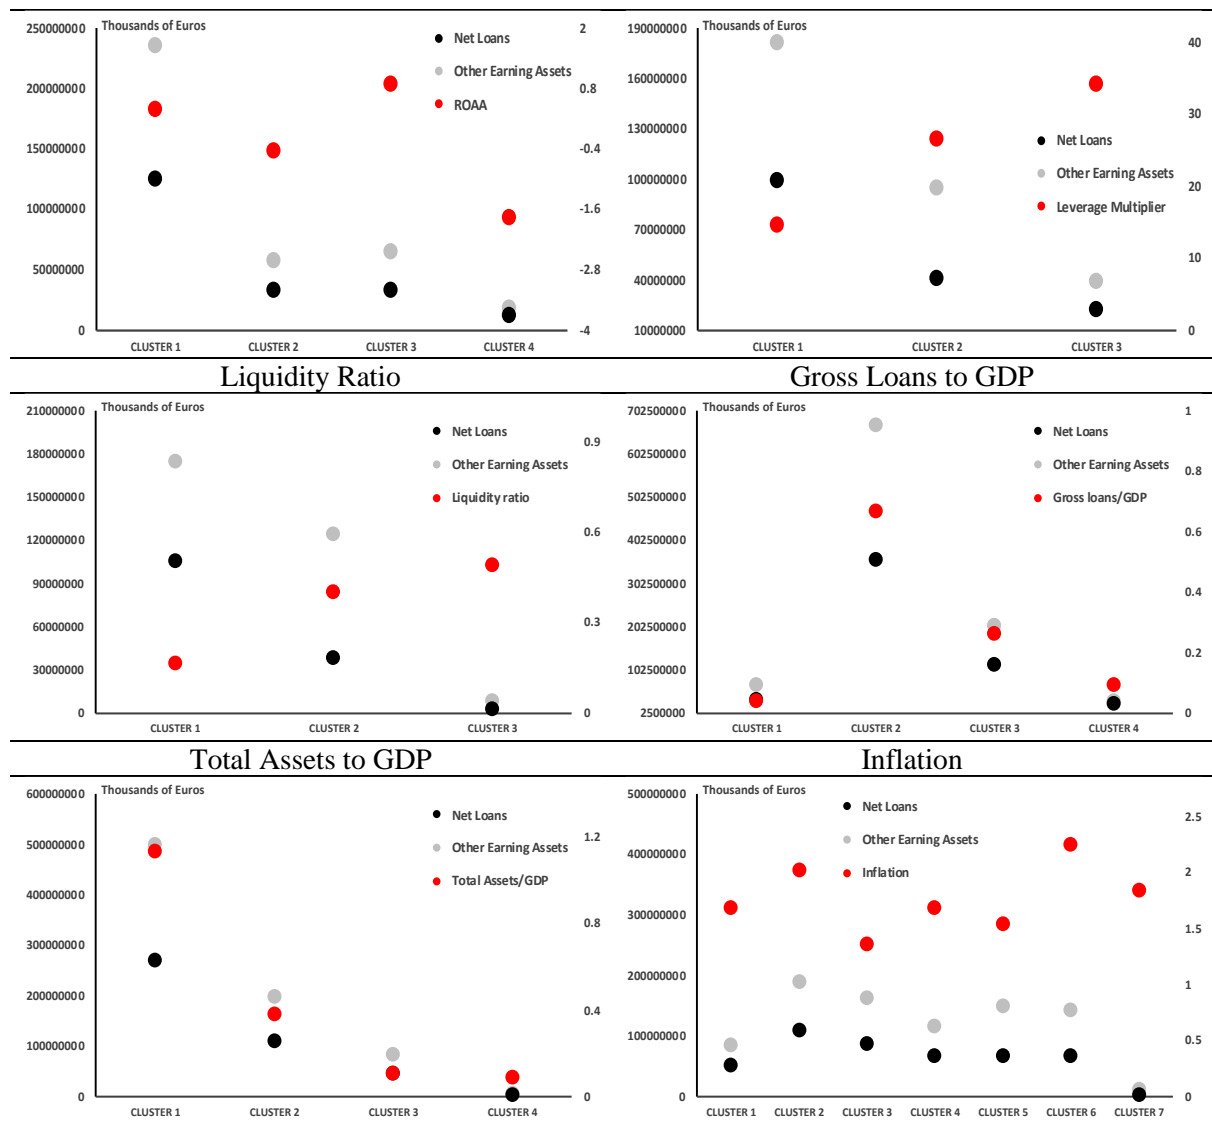 Thousands of Euros
250000000
200000000
150000000
100000000
50000000
0
2
0.8
-0.4
-1.6
-2.8
-4
Net Loans
Other Earning Assets
ROAA
CLUSTER 1 CLUSTER 2 CLUSTER 3 CLUSTER 4
190000000
160000000
130000000
100000000
70000000
40000000
10000000
40
30
20
10
0
Net Loans
Other Earning Assets
Leverage Multiplier
CLUSTER 1 CLUSTER 2 CLUSTER 3
Liquidity Ratio
Thousands of Euros
210000000
180000000
150000000
120000000
90000000
60000000
30000000
0
0.9
0.6
0.3
0
Net Loans
Other Earning Assets
Liquidity ratio
CLUSTER 1 CLUSTER 2 CLUSTER 3
Gross Loans to GDP
Thousands of Euros
702500000
602500000
502500000
402500000
302500000
202500000
102500000
2500000
1
0.8
0.6
0.4
0.2
0
Net Loans
Other Earning Assets
Gross loans/GDP
CLUSTER 1 CLUSTER 2 CLUSTER 3 CLUSTER 4
Total Assets to GDP
Thousands of Euros
600000000
500000000
400000000
300000000
200000000
100000000
0
1.2
0.8
0.4
0
Net Loans
Other Earning Assets
Total Assets/GDP
CLUSTER 1 CLUSTER 2 CLUSTER 3 CLUSTER 4
Inflation
Thousands of Euros
500000000
400000000
300000000
200000000
100000000
0
2.5
2
1.5
1
0.5
0
Net Loans
Other Earning Assets
Inflation
CLUSTER 1 CLUSTER 2 CLUSTER 3 CLUSTER 4 CLUSTER 5 CLUSTER 6 CLUSTER 7